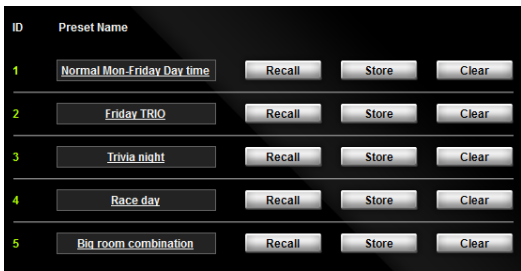 ID Preset Name
1 Normal Mon-Friday Day time Recall Store Clear
2 Friday TRIO Recall Store Clear
3 Trivia night Recall Store Clear
4 Race day Recall Store Clear
5 Big room combination Recall Store Clear